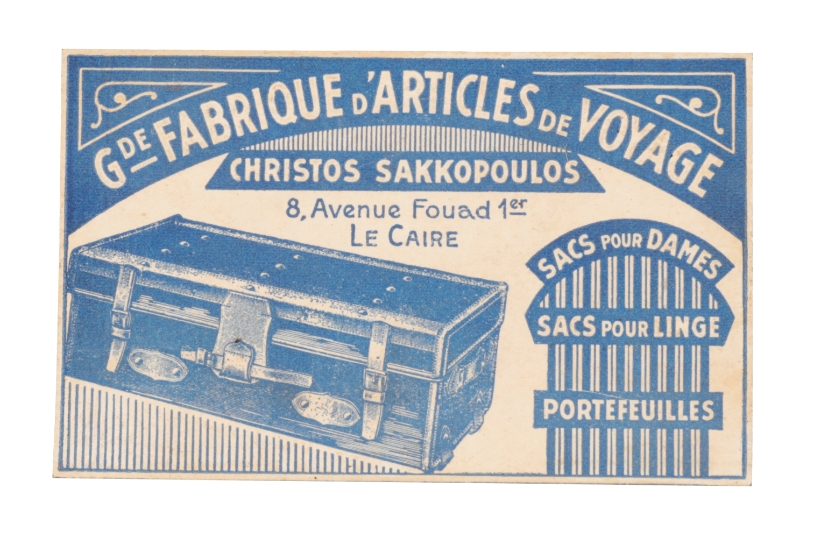 GDE FABRIQUE D'ARTICLES DE VOYAGE
CHRISTOS SAKKOPOULOS
8, Avenue Fouad 1er
LE CAIRE
SACS POUR DAMES
SACS POUR LINGE
PORTEFEUILLES